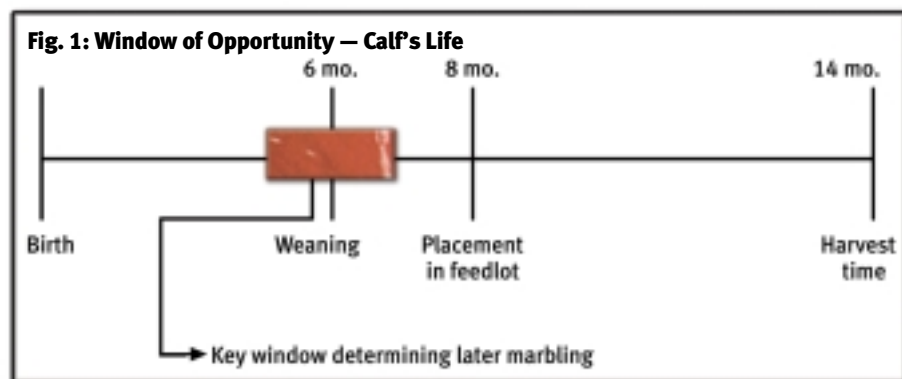 Fig. 1: Window of Opportunity — Calf's Life
6 mo.
8 mo.
14 mo.
Birth
Weaning
Placement
in feedlot
Harvest
time
Key window determining later marbling